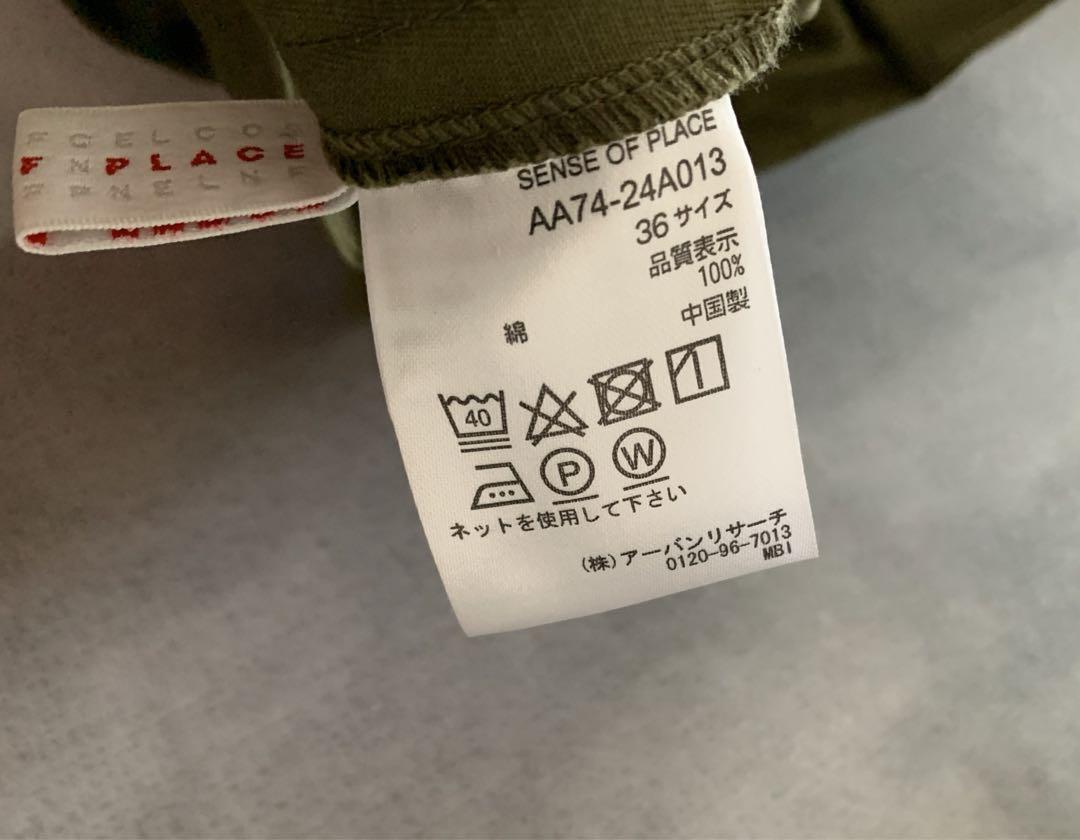 F PLACE
SENSE OF PLACE
AA74-24A013
36サイズ
品質表示
綿 100%
中国製
40
P W
ネットを使用して下さい
(株)アーバンリサーチ
0120-96-7013
MBI